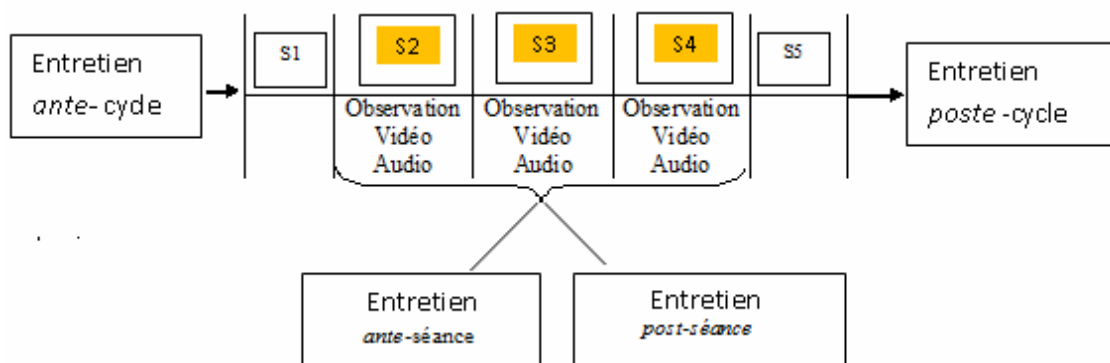 Entretien
ante- cyde
S1
S2
S3
S4
S5
Entretien
poste -cycle
Observation
Vidéo
Audio
Observation
Vidéo
Audio
Observation
Vidéo
Audio
Entretien
ante-séance
Entretien
post-séance